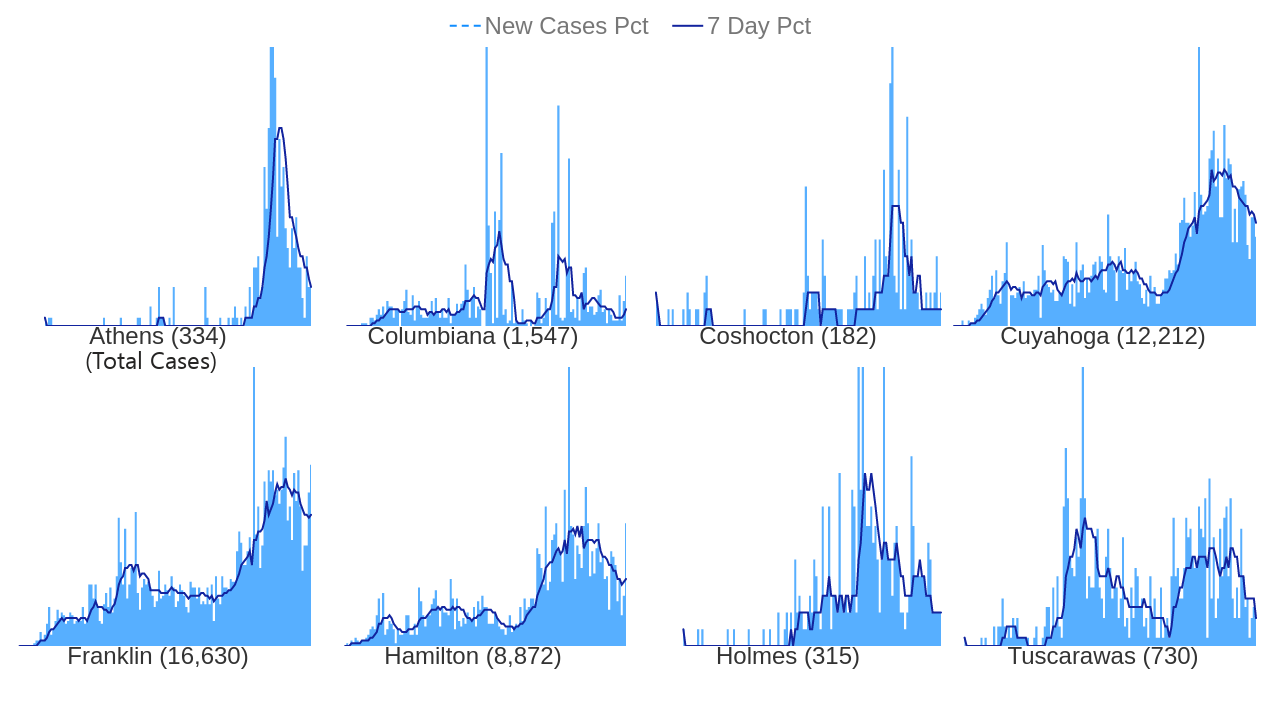 New Cases Pct 7 Day Pct
Athens (334) Columbiana (1,547) Coshocton (182) Cuyahoga (12,212)
(Total Cases)
Franklin (16,630) Hamilton (8,872) Holmes (315) Tuscarawas (730)